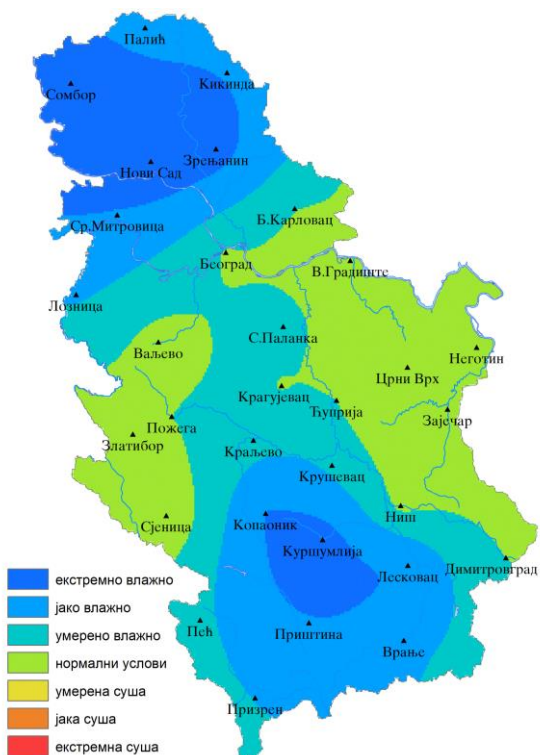 Палић
Кикинда
Сомбор
Зрењанин
Нови Сад
Ср.Митровица
Б.Карловац
Београд
В.Градиште
Лозница
С.Паланка
Ваљево
Неготин
Црни Врх
Крагујевац
Ћуприја
Зајечар
Пожега
Златибор
Краљево
Крушевац
Ниш
Копаоник
Сјеница
Куршумлија
Лесковац
Димитровград
Пећ
Приштина
Врање
Призрен
екстремно влажно
јако влажно
умерено влажно
нормални услови
умерена суша
јака суша
екстремна суша